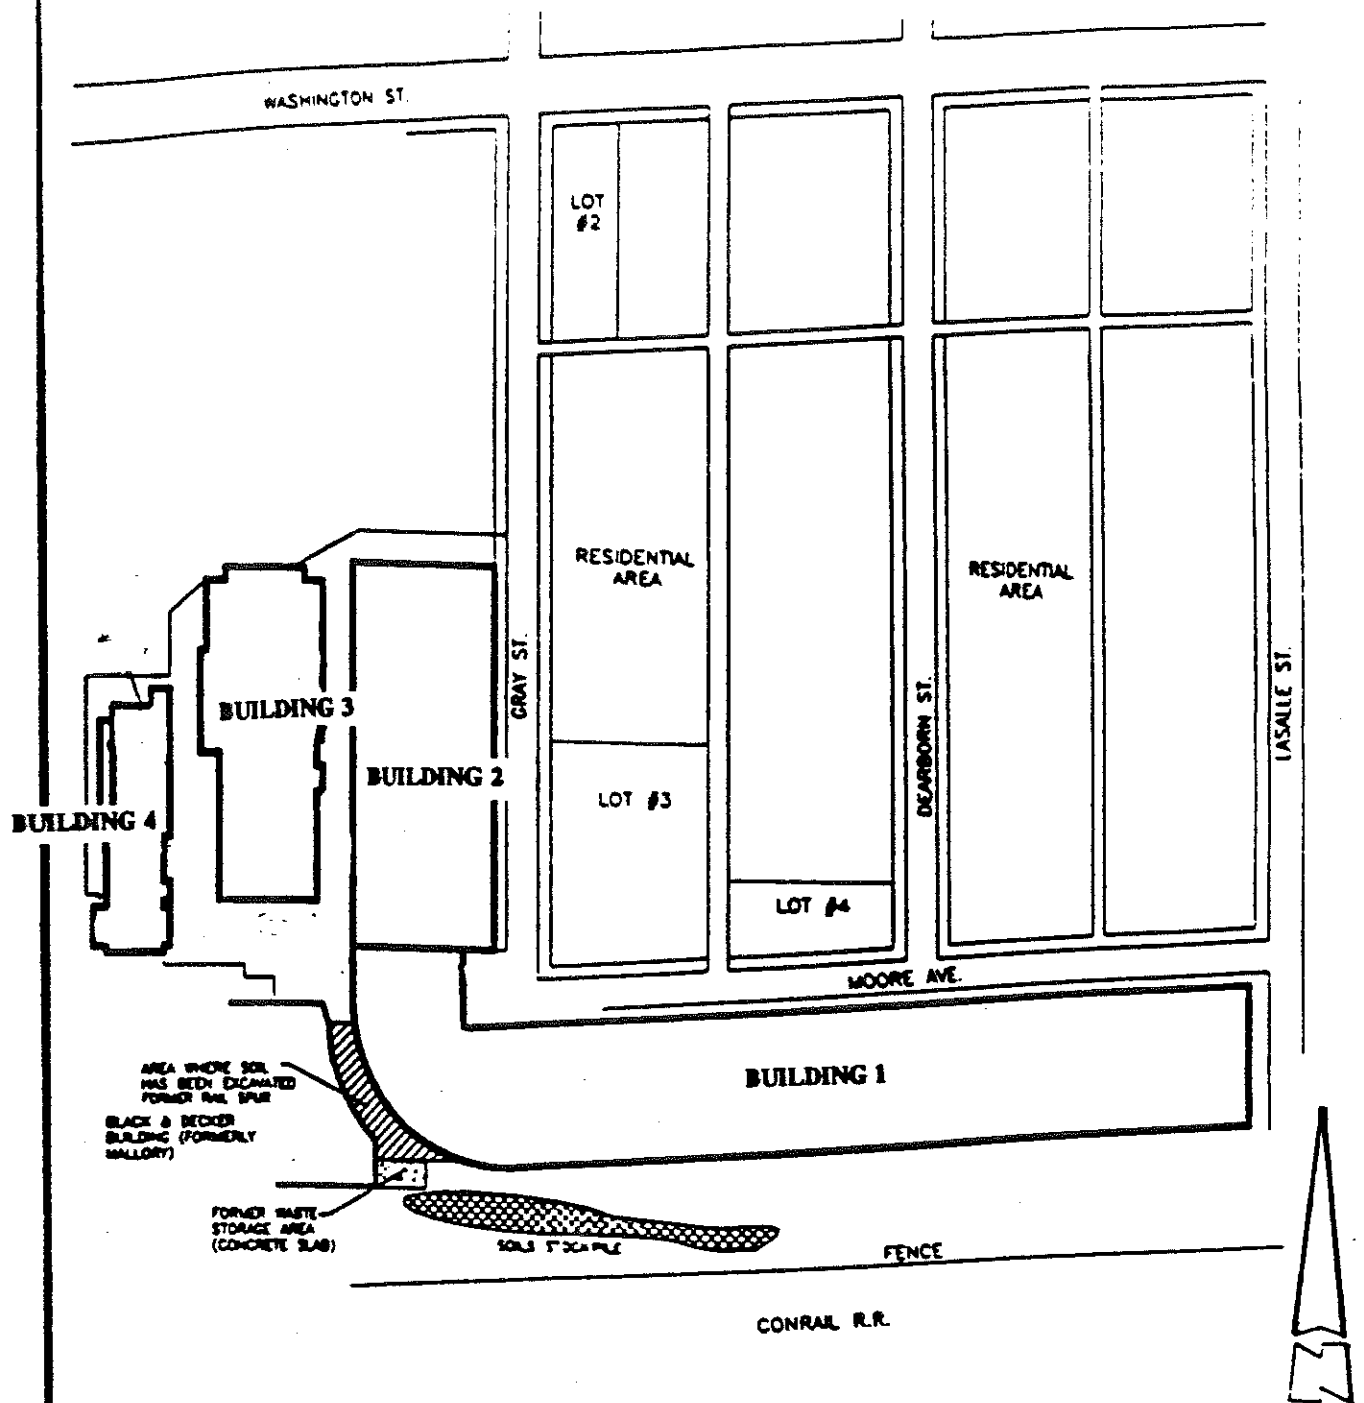 WASHINGTON ST.
LOT
#2
RESIDENTIAL
AREA
RESIDENTIAL
AREA
GRAY ST.
DEARBORN ST.
LASALLE ST.
BUILDING 3
BUILDING 2
BUILDING 4
LOT #3
LOT #4
MOORE AVE.
BUILDING 1
AREA WHERE SOIL
HAS BEEN EXCAVATED
FORMER RAIL SPUR
BLACK & DECKER
BUILDING (FORMERLY
MALLORY)
FORMER WASTE
STORAGE AREA
(CONCRETE SLAB)
SOILS STOCKPILE
FENCE
CONRAIL R.R.
N